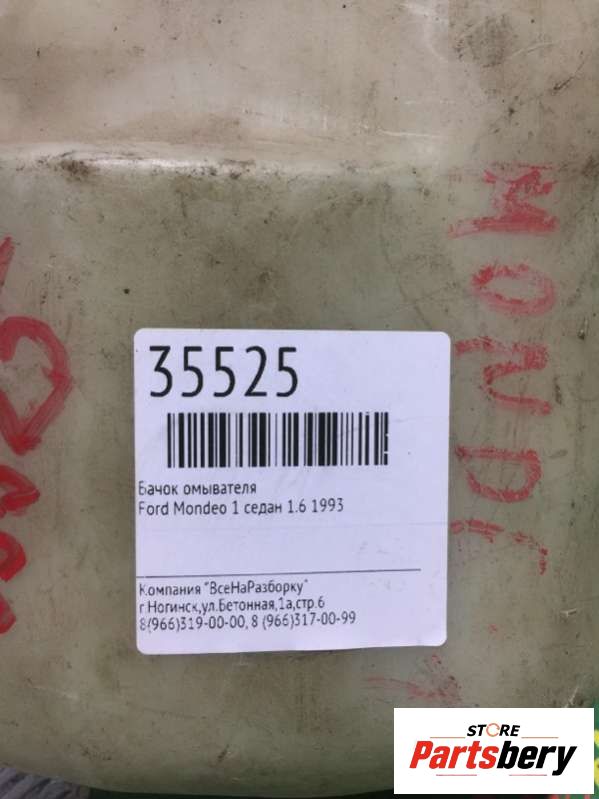 35525
Бачок омывателя
Ford Mondeo 1 седан 1.6 1993
Компания "ВсеНаРазборку"
г.Ногинск,ул.Бетонная,1а,стр.6
8(966)319-00-00, 8 (966)317-00-99
MOND
STORE
Partsbery